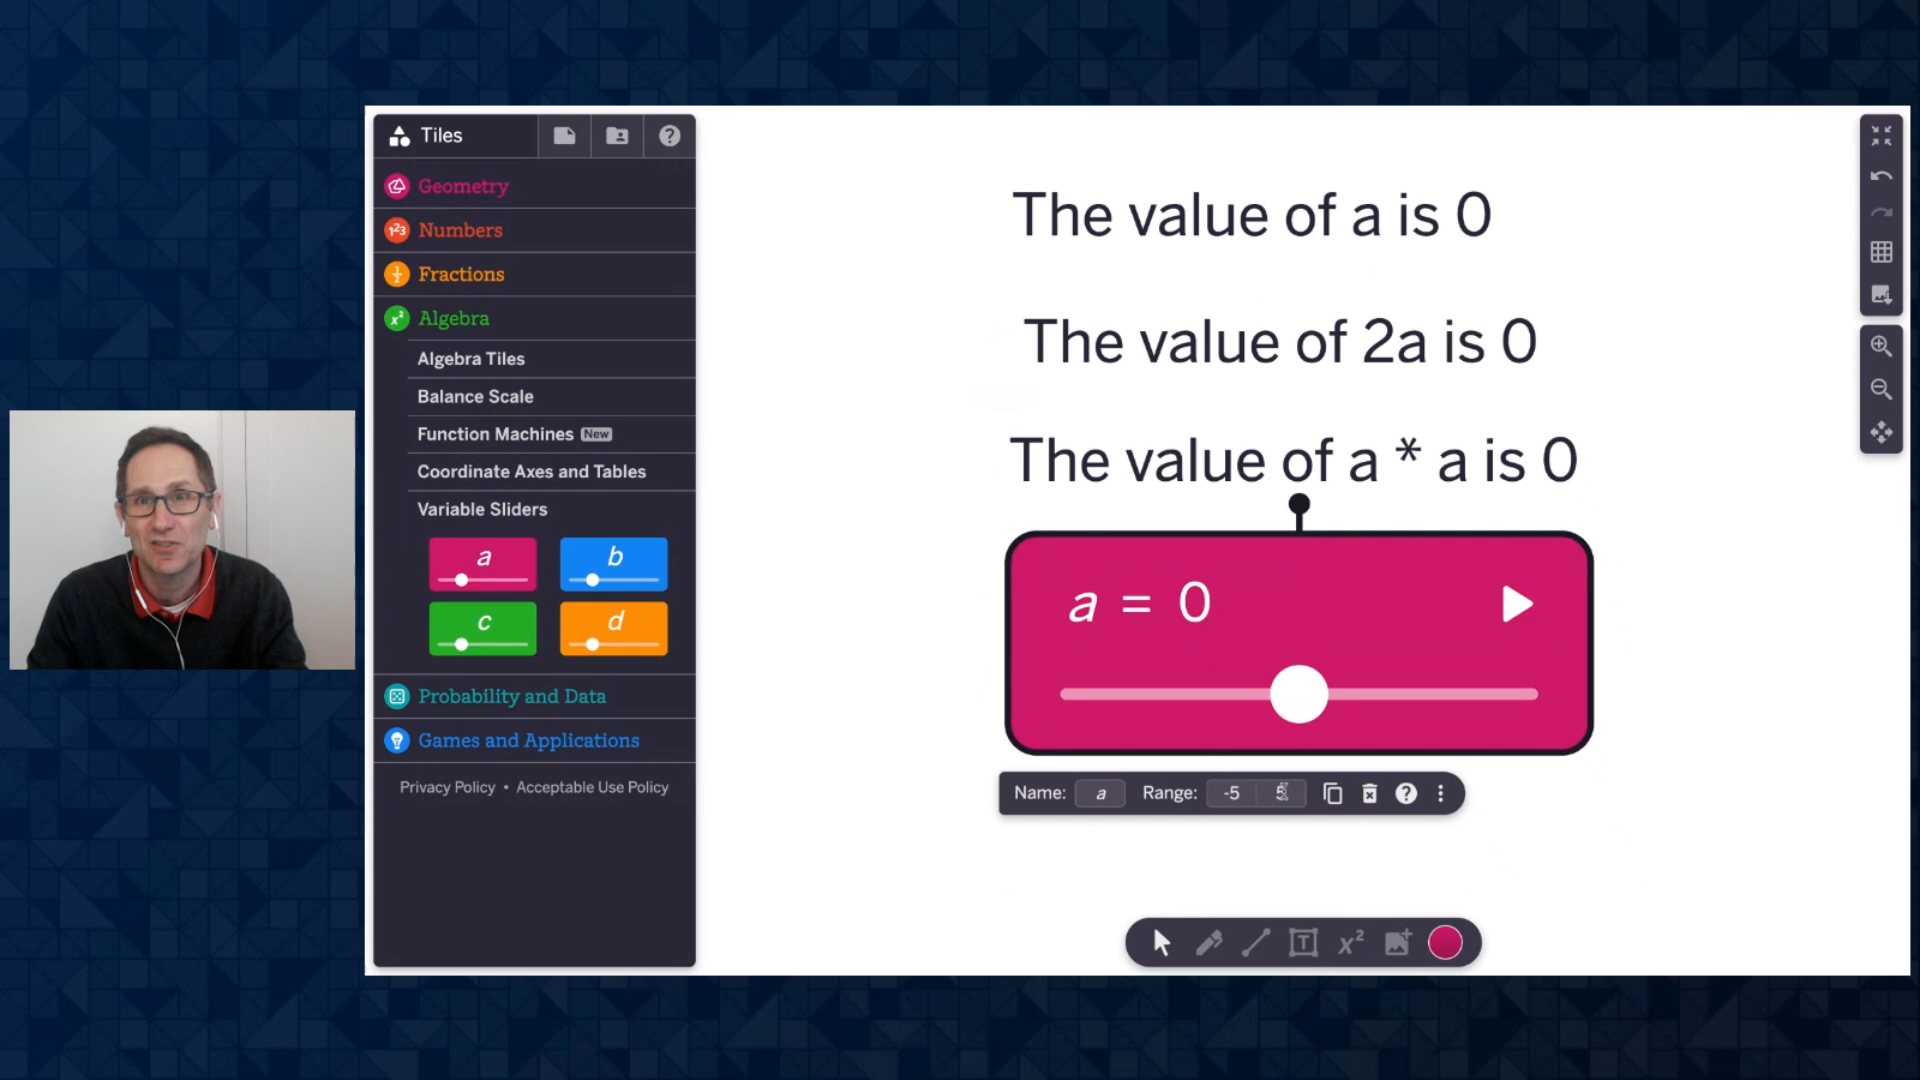 Tiles
Geometry
Numbers
Fractions
Algebra
Algebra Tiles
Balance Scale
Function Machines New
Coordinate Axes and Tables
Variable Sliders
a b
c d
Probability and Data
Games and Applications
Privacy Policy • Acceptable Use Policy
The value of a is 0
The value of 2a is 0
The value of a * a is 0
a = 0
Name: a Range: -5 5